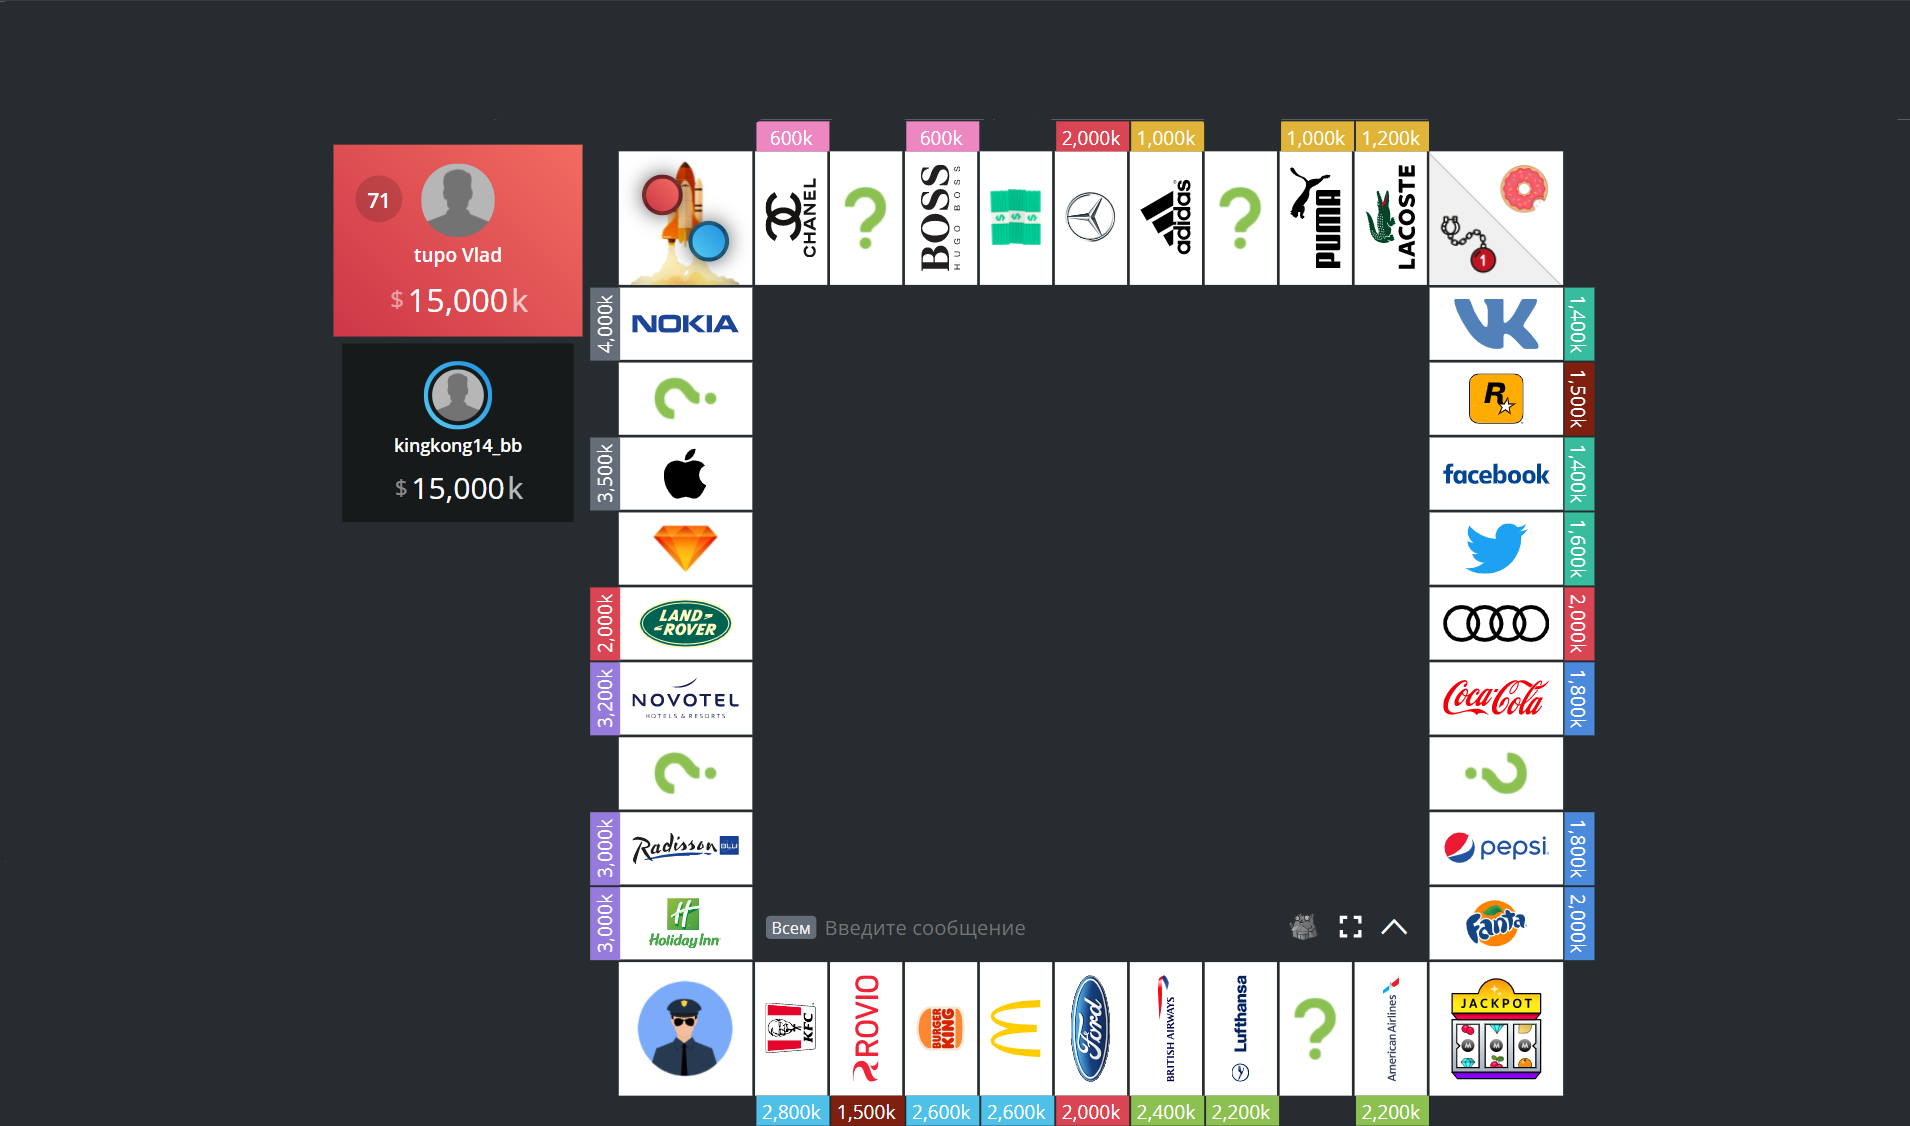 600k
600k
2,000k
1,000k
1,000k
1,200k
71
tupo Vlad
$ 15,000k
kingkong14_bb
$ 15,000k
CHANEL
?
BOSS
HUGO BOSS
adidas
?
PUMA
LACOSTE
1
4,000k
NOKIA
VK
1,400k
?
R
1,500k
3,500k
facebook
1,400k
1,600k
2,000k
LAND-
ROVER
2,000k
3,200k
NOVOTEL
HOTELS & RESORTS
Coca-Cola
1,800k
?
?
3,000k
Radisson BLU
pepsi
1,800k
3,000k
H
Holiday Inn
Всем
Введите сообщение
Fanta
2,000k
KFC
ROVIO
BURGER
KING
Ford
BRITISH AIRWAYS
Lufthansa
?
American Airlines
JACKPOT
M M M
2,800k
1,500k
2,600k
2,600k
2,000k
2,400k
2,200k
2,200k